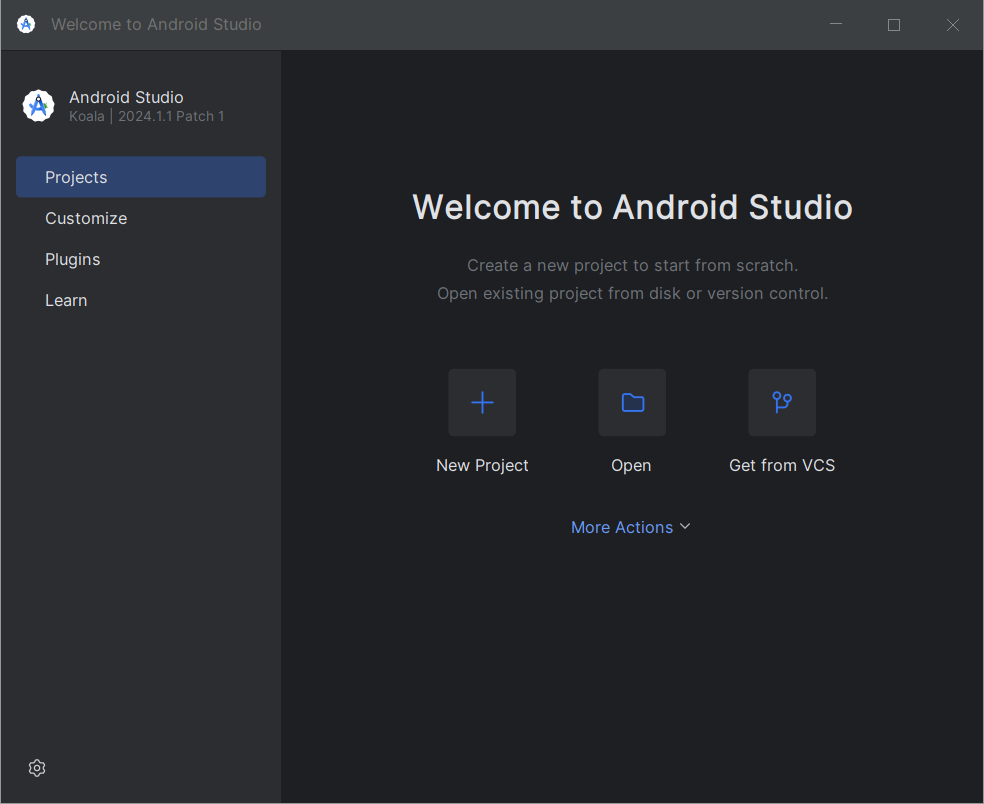 Welcome to Android Studio
Android Studio
Koala | 2024.1.1 Patch 1
Projects
Customize
Plugins
Learn
Welcome to Android Studio
Create a new project to start from scratch.
Open existing project from disk or version control.
New Project
Open
Get from VCS
More Actions